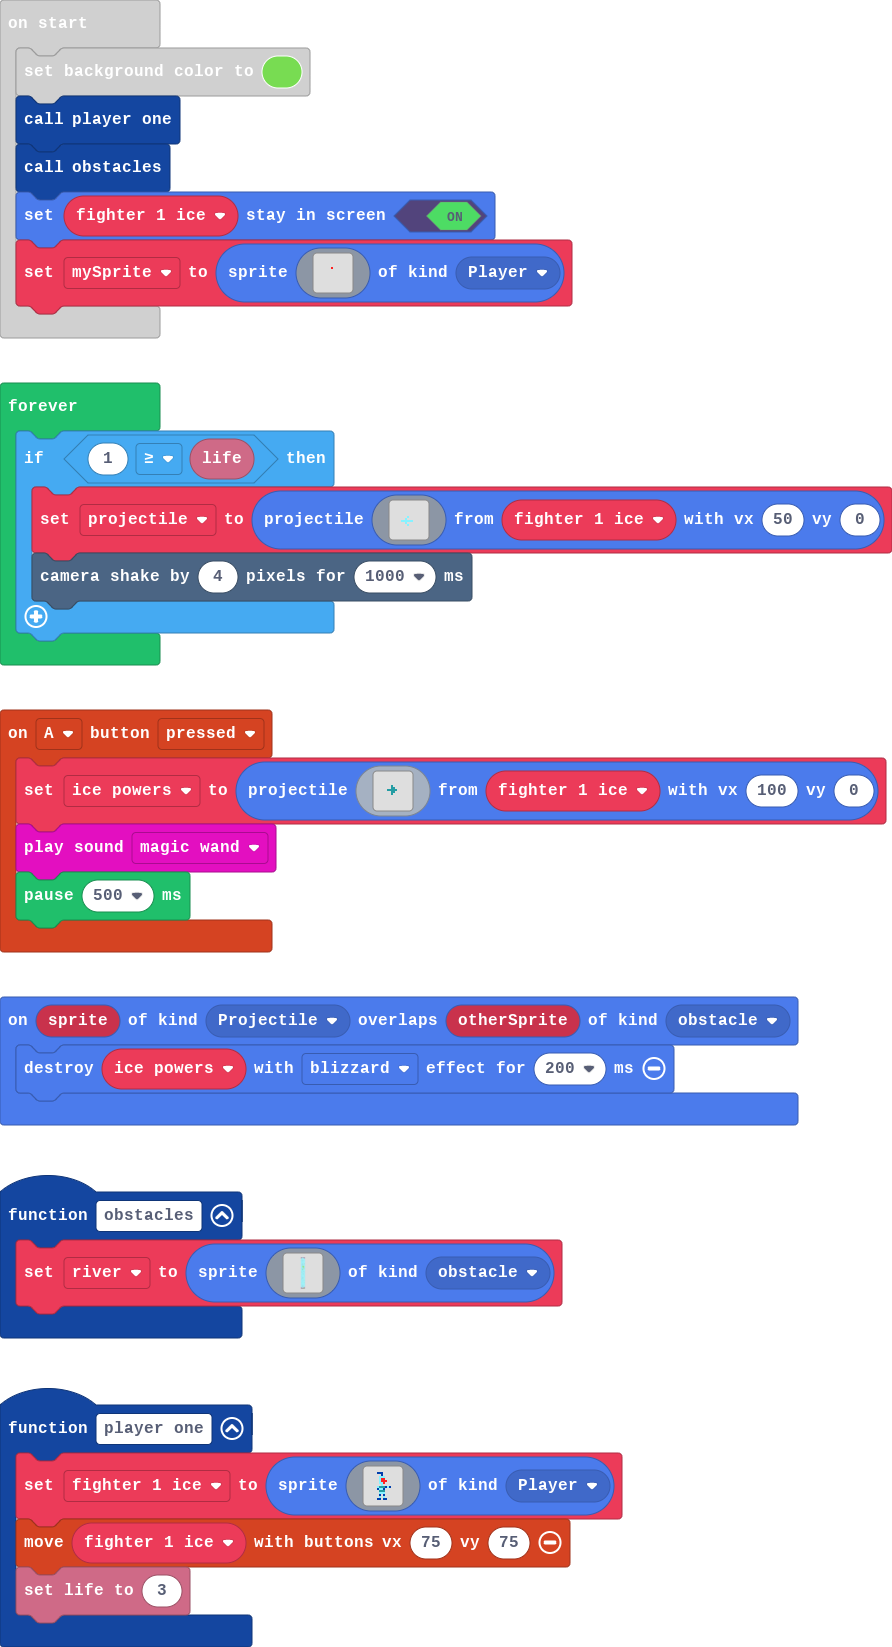 on start
set background color to
call player one
call obstacles
set fighter 1 ice stay in screen ON
set mySprite to sprite of kind Player
forever
if 1 ≥ life then
set projectile to projectile from fighter 1 ice with vx 50 vy 0
camera shake by 4 pixels for 1000 ms
on A button pressed
set ice powers to projectile from fighter 1 ice with vx 100 vy 0
play sound magic wand
pause 500 ms
on sprite of kind Projectile overlaps otherSprite of kind obstacle
destroy ice powers with blizzard effect for 200 ms
function obstacles
set river to sprite of kind obstacle
function player one
set fighter 1 ice to sprite of kind Player
move fighter 1 ice with buttons vx 75 vy 75
set life to 3